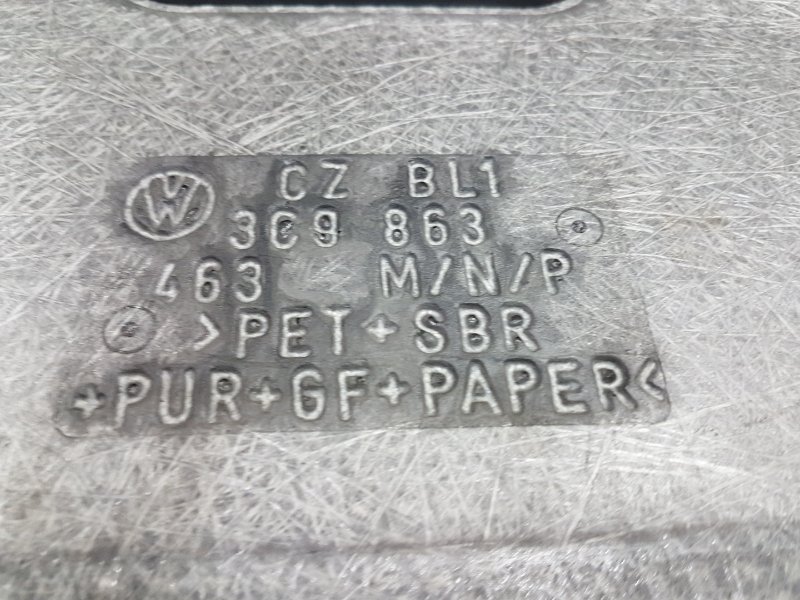 CZ BL1
3C9 863
463 M/N/P
>PET+SBR
+PUR+GF+PAPER<